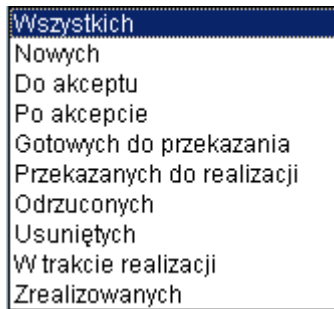 Wszystkich
Nowych
Do akceptu
Po akcepcie
Gotowych do przekazania
Przekazanych do realizacji
Odrzuconych
Usuniętych
W trakcie realizacji
Zrealizowanych